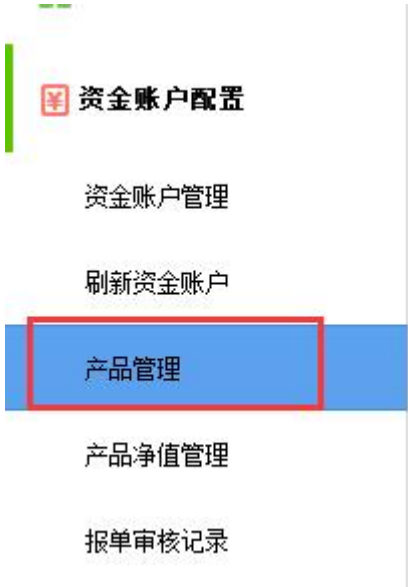 资金账户配置
资金账户管理
刷新资金账户
产品管理
产品净值管理
报单审核记录